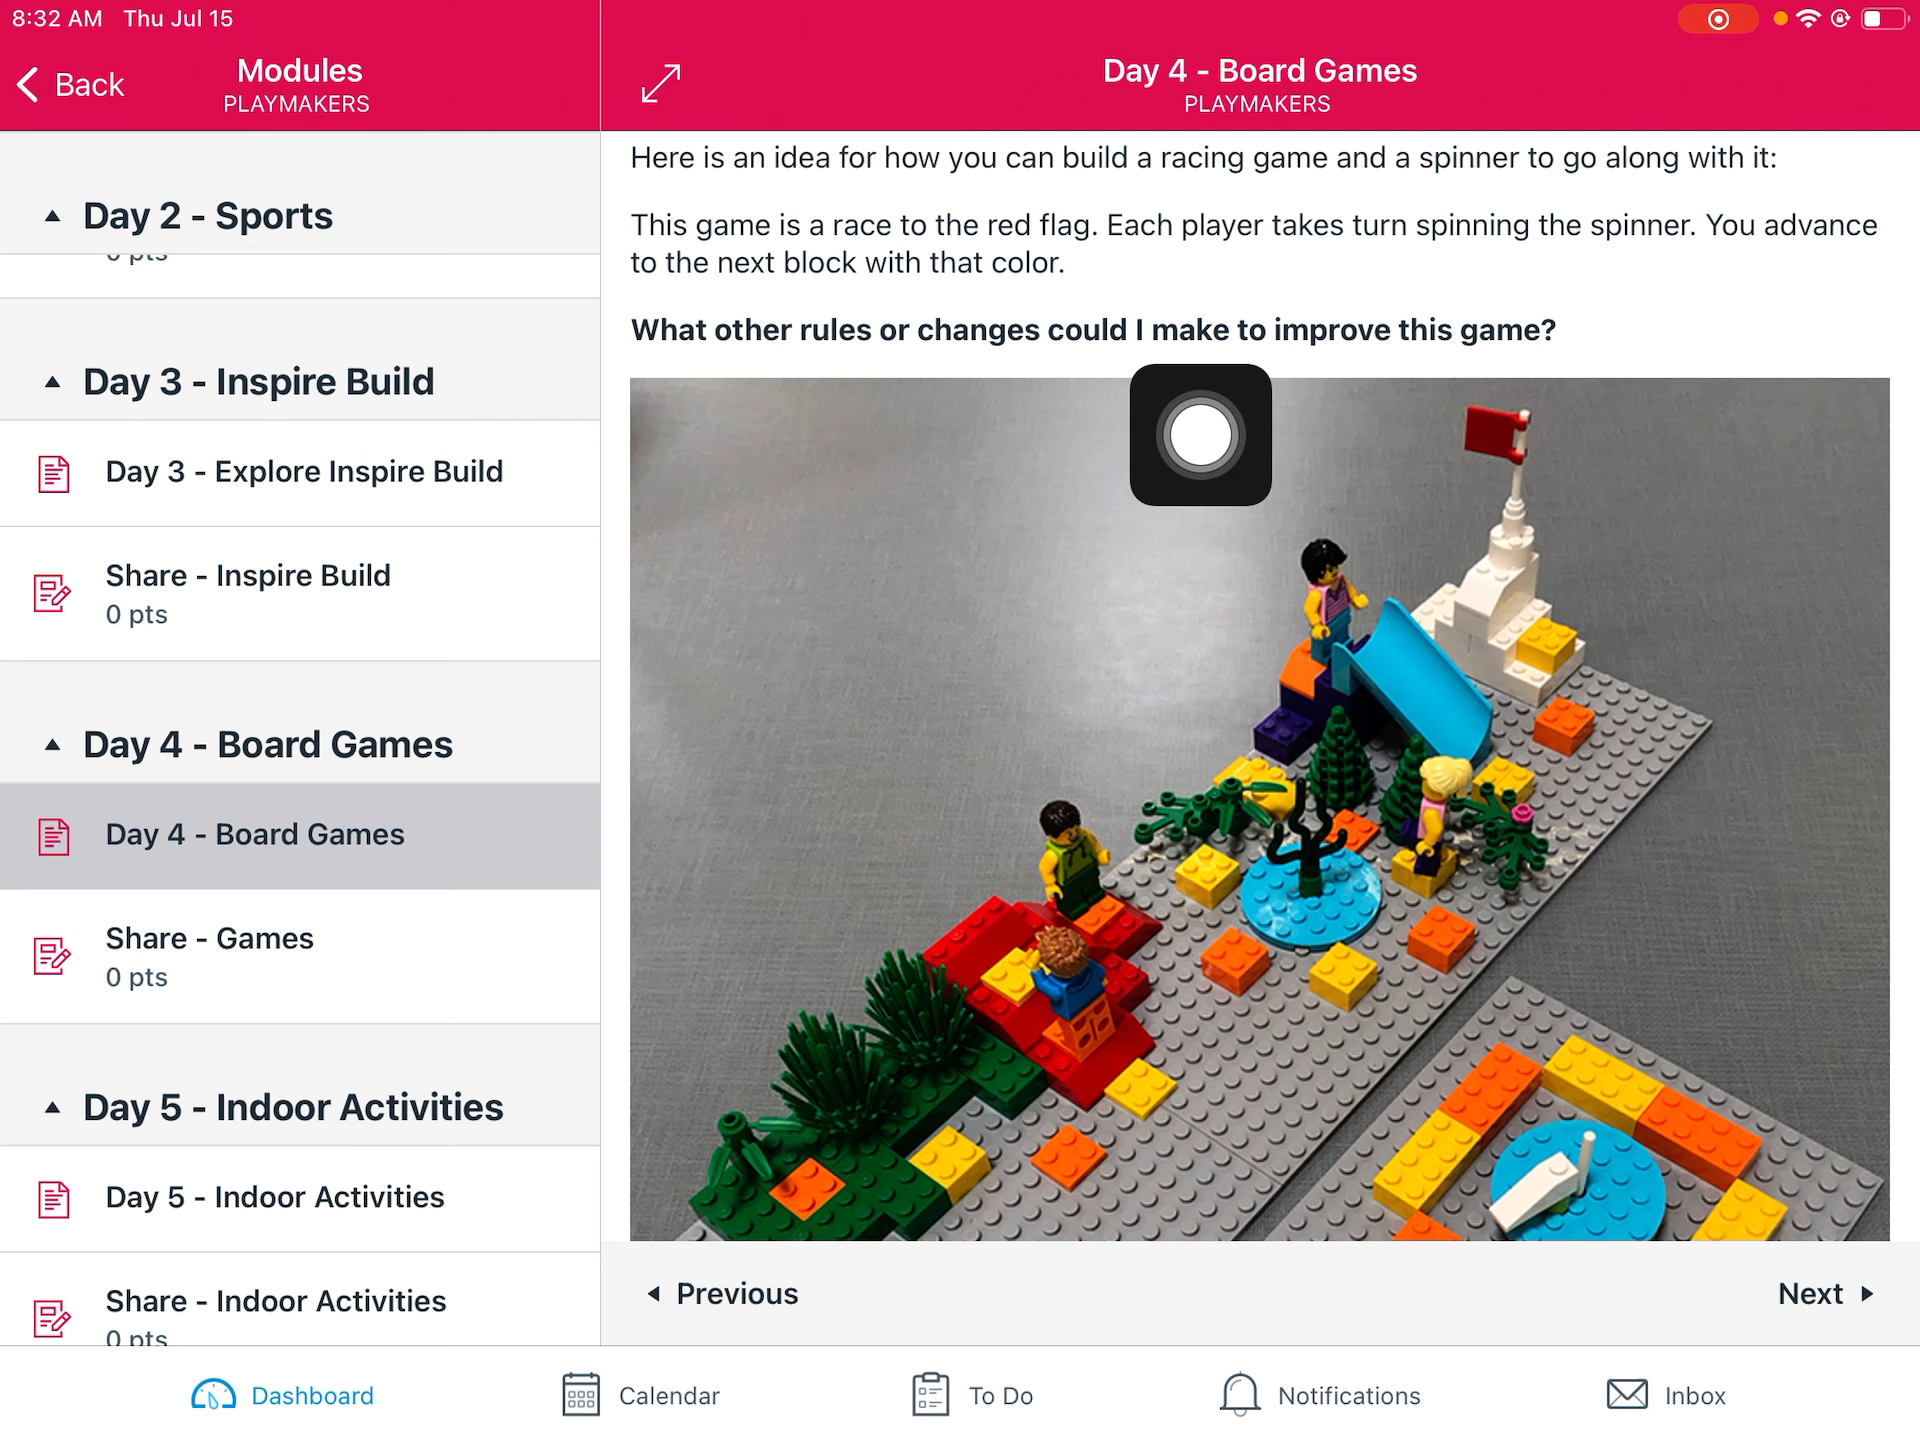 8:32 AM Thu Jul 15
Back
Modules
PLAYMAKERS
Day 4 - Board Games
PLAYMAKERS
Day 2 - Sports
0 pts
Day 3 - Inspire Build
Day 3 - Explore Inspire Build
Share - Inspire Build
0 pts
Day 4 - Board Games
Day 4 - Board Games
Share - Games
0 pts
Day 5 - Indoor Activities
Day 5 - Indoor Activities
Share - Indoor Activities
0 pts
Here is an idea for how you can build a racing game and a spinner to go along with it:
This game is a race to the red flag. Each player takes turn spinning the spinner. You advance
to the next block with that color.
What other rules or changes could I make to improve this game?
Previous
Next
Dashboard
Calendar
To Do
Notifications
Inbox